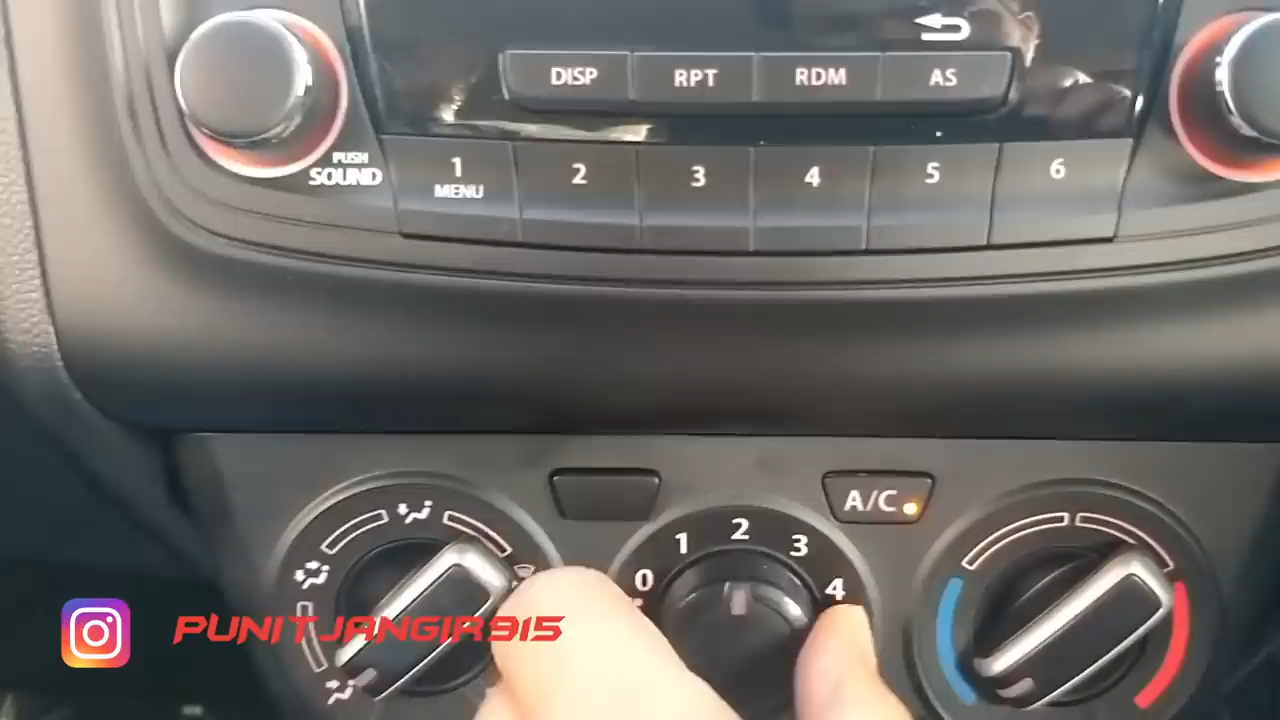 DISP RPT RDM AS
PUSH
SOUND
1 2 3 4 5 6
MENU
A/C
0 1 2 3 4
PUNITJANGIR915